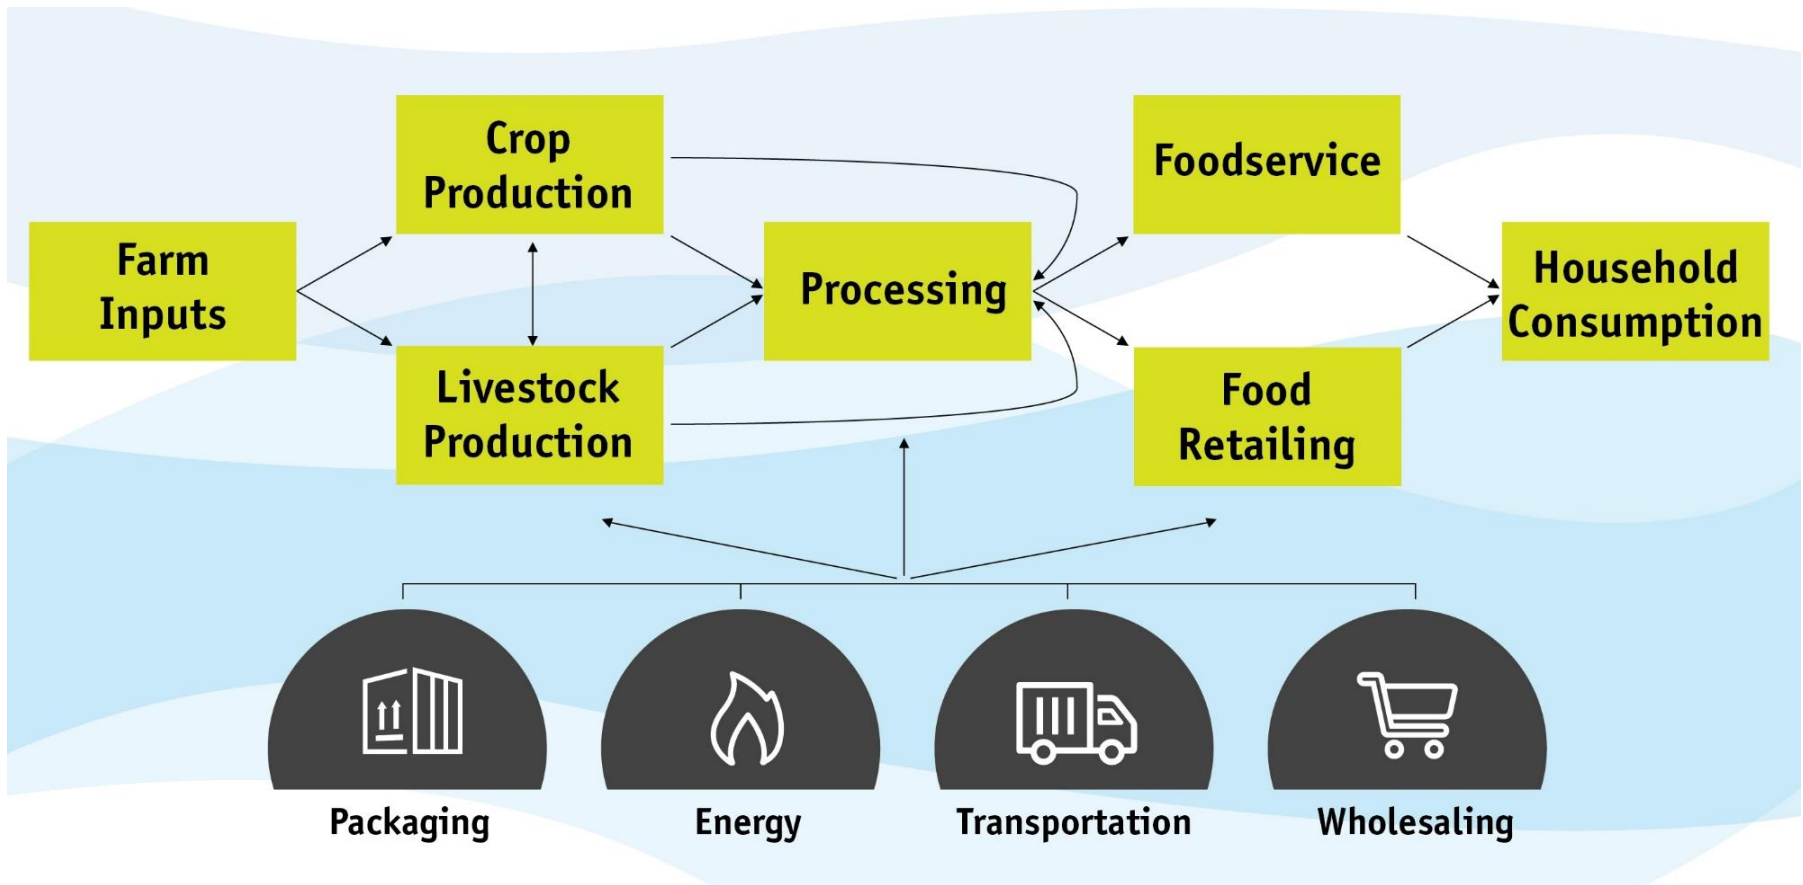 Crop
Production
Foodservice
Farm
Inputs
Processing
Household
Consumption
Livestock
Production
Food
Retailing
Packaging
Energy
Transportation
Wholesaling